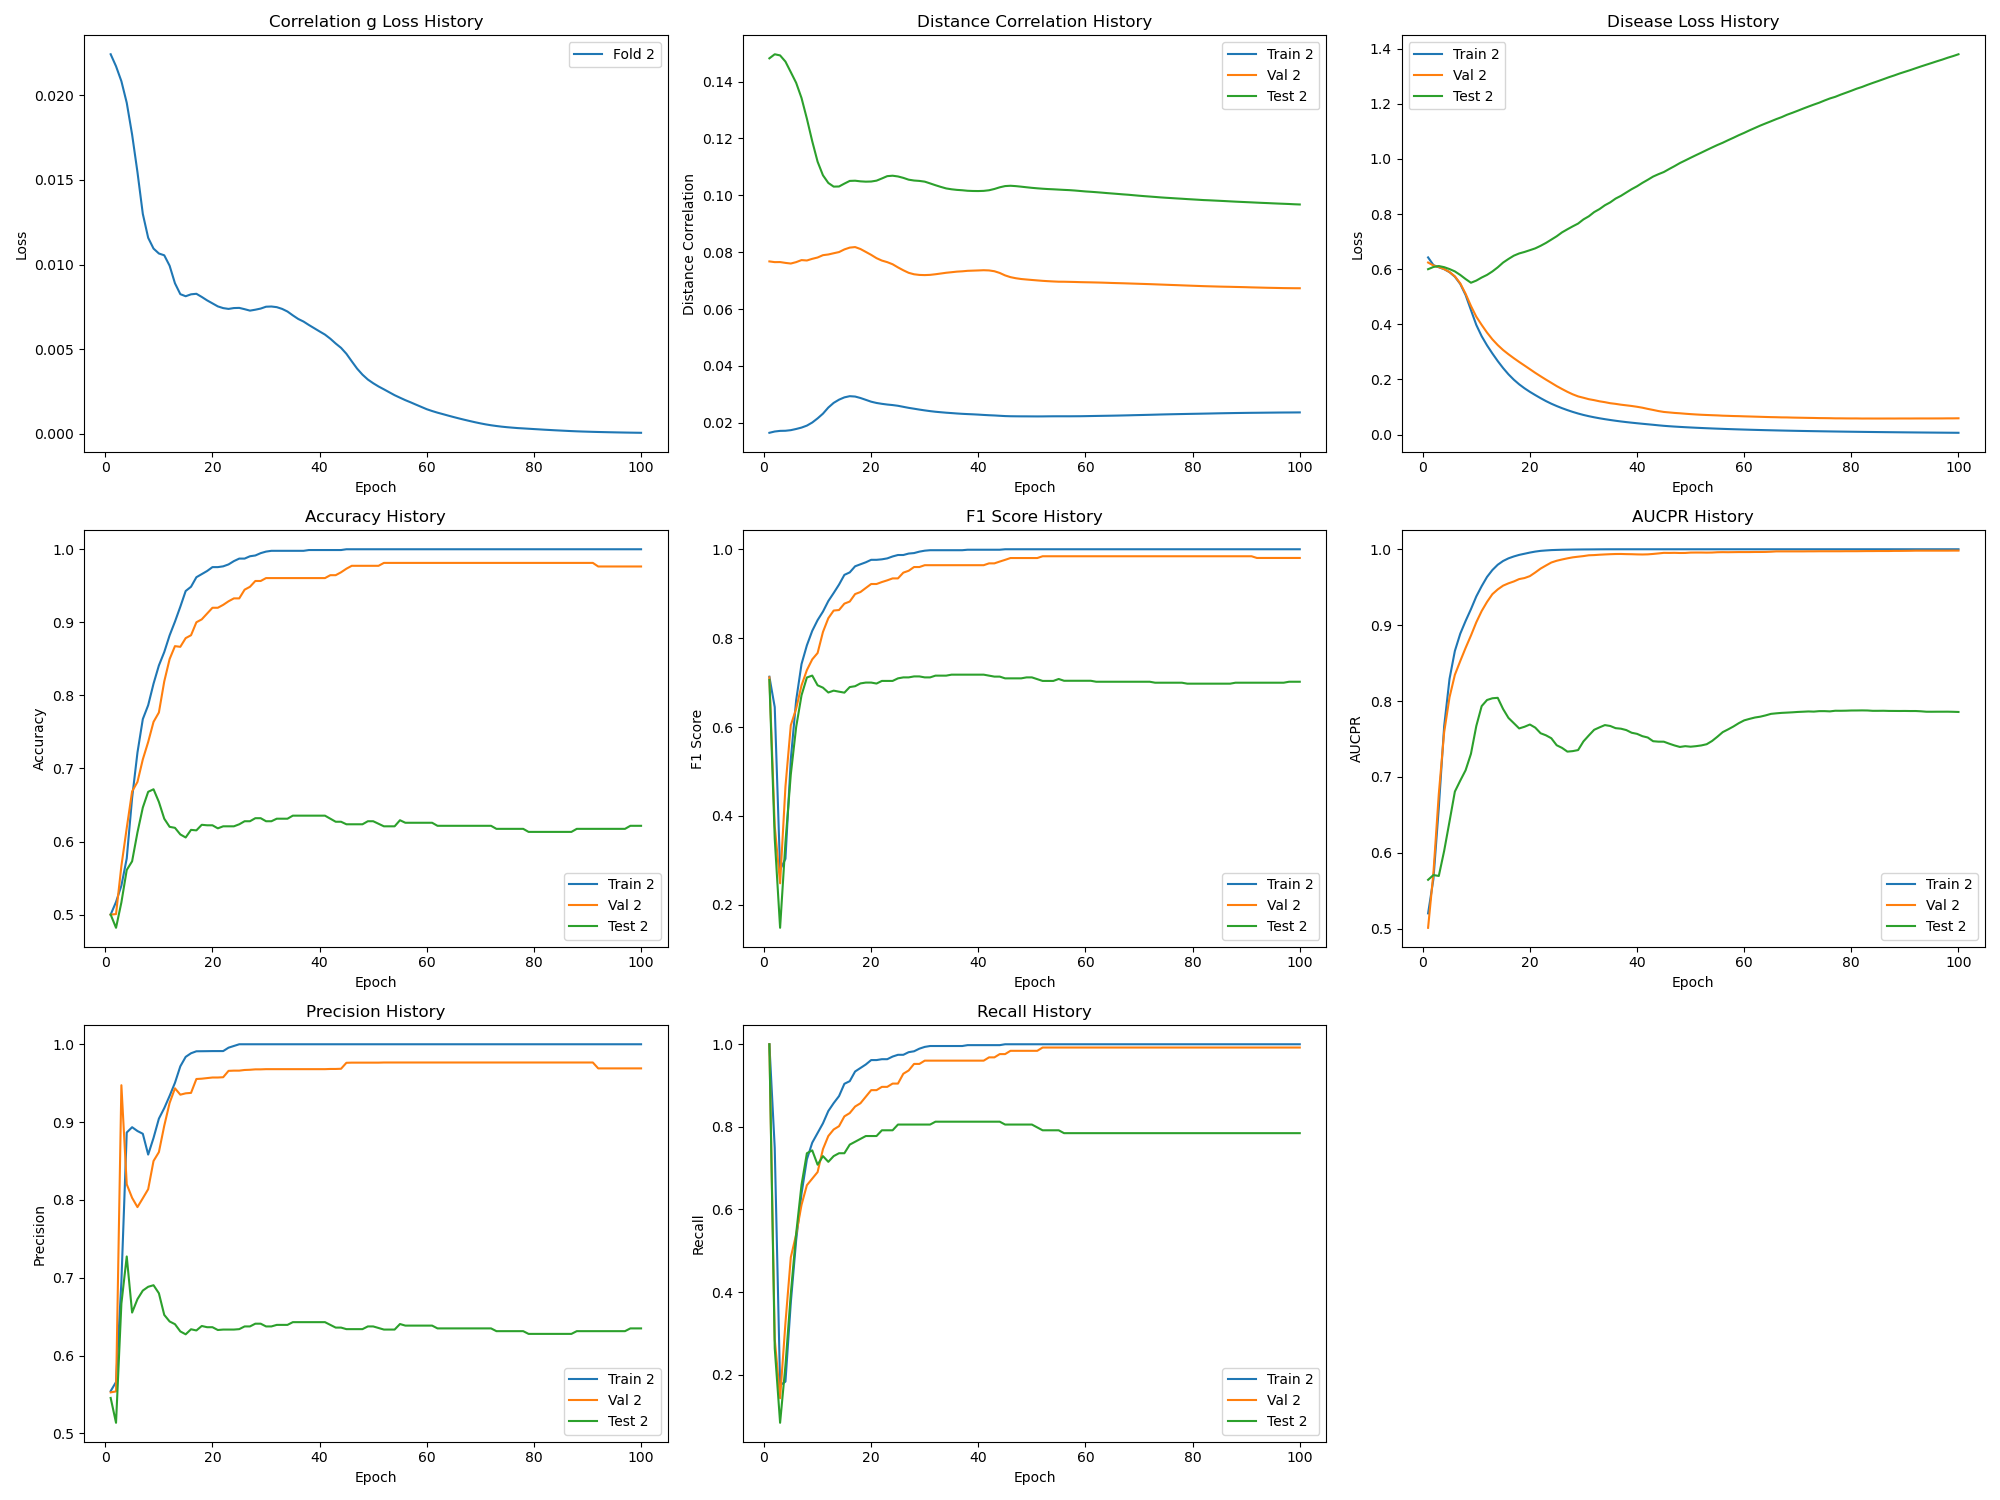 Correlation g Loss History
Loss
0.020
0.015
0.010
0.005
0.000
Fold 2
0 20 40 60 80 100
Epoch
Distance Correlation History
Distance Correlation
0.14
0.12
0.10
0.08
0.06
0.04
0.02
Train 2
Val 2
Test 2
0 20 40 60 80 100
Epoch
Disease Loss History
Loss
1.4
1.2
1.0
0.8
0.6
0.4
0.2
0.0
Train 2
Val 2
Test 2
0 20 40 60 80 100
Epoch
Accuracy History
Accuracy
1.0
0.9
0.8
0.7
0.6
0.5
Train 2
Val 2
Test 2
0 20 40 60 80 100
Epoch
F1 Score History
F1 Score
1.0
0.8
0.6
0.4
0.2
Train 2
Val 2
Test 2
0 20 40 60 80 100
Epoch
AUCPR History
AUCPR
1.0
0.9
0.8
0.7
0.6
0.5
Train 2
Val 2
Test 2
0 20 40 60 80 100
Epoch
Precision History
Precision
1.0
0.9
0.8
0.7
0.6
0.5
Train 2
Val 2
Test 2
0 20 40 60 80 100
Epoch
Recall History
Recall
1.0
0.8
0.6
0.4
0.2
Train 2
Val 2
Test 2
0 20 40 60 80 100
Epoch